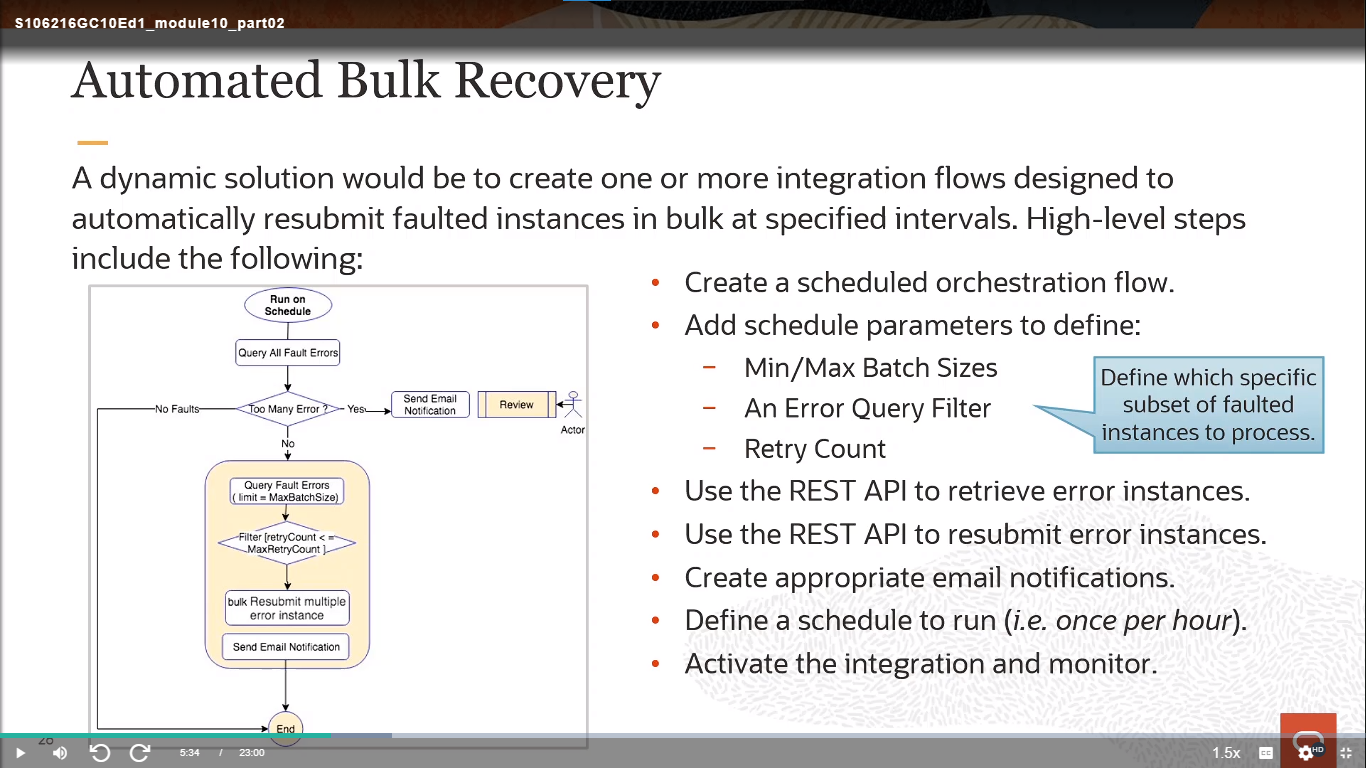 S106216GC10Ed1_module10_part02
Automated Bulk Recovery
A dynamic solution would be to create one or more integration flows designed to
automatically resubmit faulted instances in bulk at specified intervals. High-level steps
include the following:
Run on
Schedule
Query All Fault Errors
No Faults
Too Many Error ?
Yes
Send Email
Notification
Review
Actor
No
Query Fault Errors
( limit = MaxBatchSize)
Filter [retryCount < =
MaxRetryCount ]
bulk Resubmit multiple
error instance
Send Email Notification
End
• Create a scheduled orchestration flow.
• Add schedule parameters to define:
– Min/Max Batch Sizes
– An Error Query Filter
– Retry Count
Define which specific
subset of faulted
instances to process.
• Use the REST API to retrieve error instances.
• Use the REST API to resubmit error instances.
• Create appropriate email notifications.
• Define a schedule to run (i.e. once per hour).
• Activate the integration and monitor.
5:34 / 23:00
1.5x
CC
HD